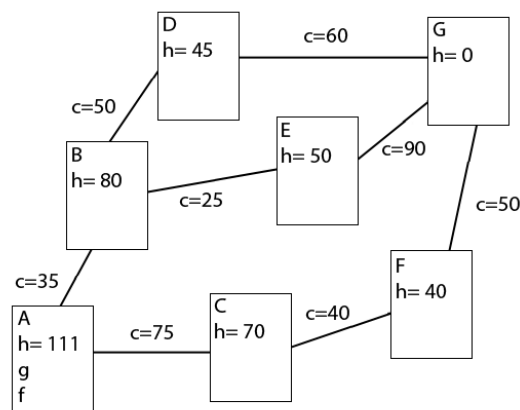 D
h= 45
c=60
G
h= 0
c=50
E
h= 50
c=90
B
h= 80
c=25
c=50
c=35
F
h= 40
A
h= 111
g
f
c=75
C
h= 70
c=40